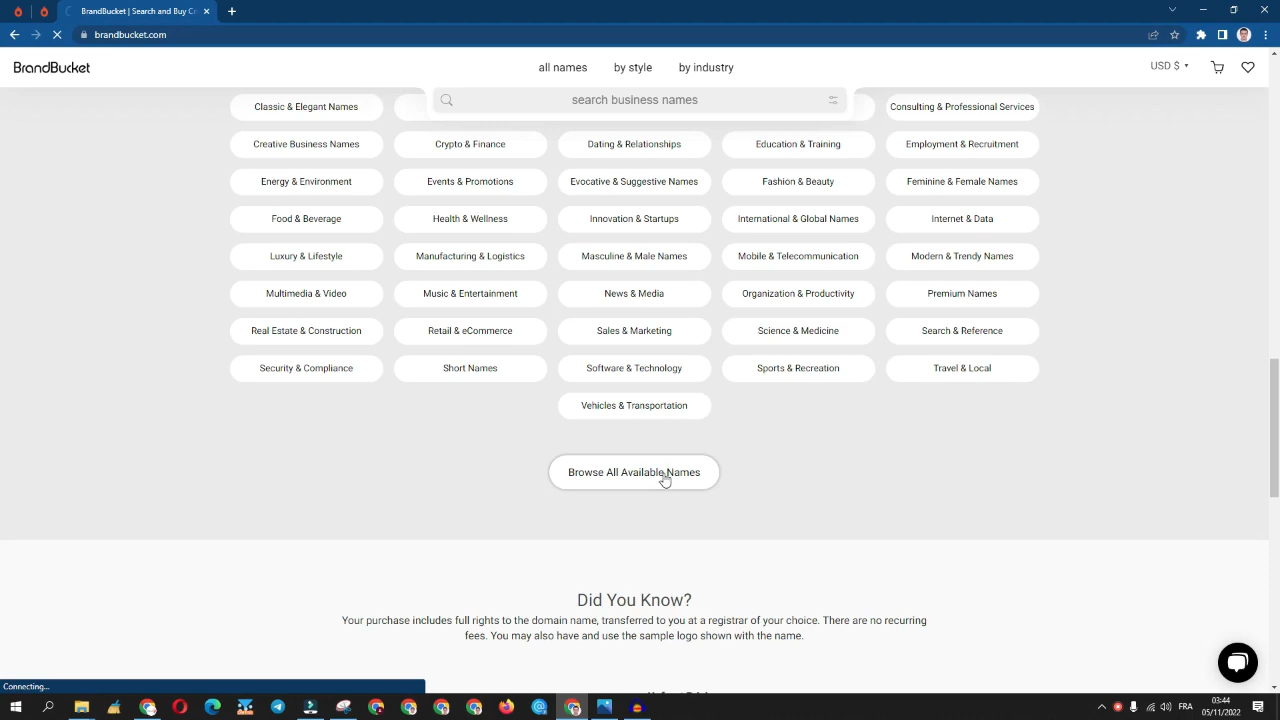 BrandBucket | Search and Buy Cr
brandbucket.com
BrandBucket
all names
by style
by industry
USD $
search business names
Classic & Elegant Names
Consulting & Professional Services
Creative Business Names
Crypto & Finance
Dating & Relationships
Education & Training
Employment & Recruitment
Energy & Environment
Events & Promotions
Evocative & Suggestive Names
Fashion & Beauty
Feminine & Female Names
Food & Beverage
Health & Wellness
Innovation & Startups
International & Global Names
Internet & Data
Luxury & Lifestyle
Manufacturing & Logistics
Masculine & Male Names
Mobile & Telecommunication
Modern & Trendy Names
Multimedia & Video
Music & Entertainment
News & Media
Organization & Productivity
Premium Names
Real Estate & Construction
Retail & eCommerce
Sales & Marketing
Science & Medicine
Search & Reference
Security & Compliance
Short Names
Software & Technology
Sports & Recreation
Travel & Local
Vehicles & Transportation
Browse All Available Names
Did You Know?
Your purchase includes full rights to the domain name, transferred to you at a registrar of your choice. There are no recurring
fees. You may also have and use the sample logo shown with the name.
Connecting...
FRA
03:44
05/11/2022